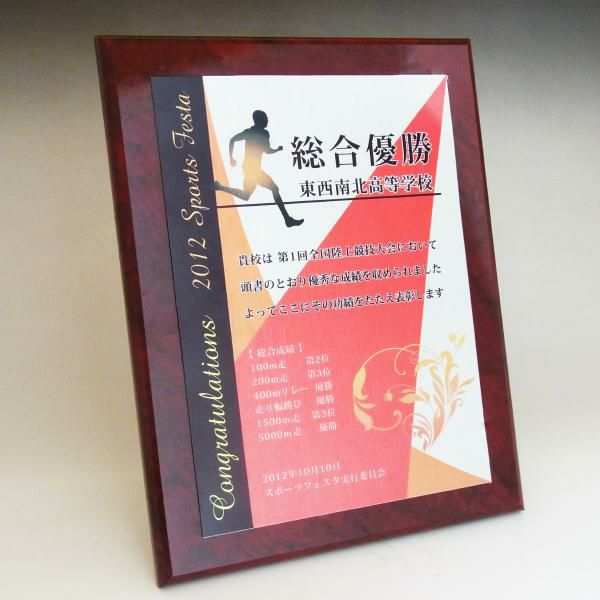 Congratulations 2012 Sports Festa
総合優勝
東西南北高等学校
貴校は 第1回全国陸上競技大会において
頭書のとおり優秀な成績を収められました
よってここにその功績をたたえ表彰します
【 総合成績 】
100m走 第2位
200m走 第3位
400mリレー 優勝
走り幅跳び 優勝
1500m走 第3位
5000m走 優勝
2012年10月10日
スポーツフェスタ実行委員会